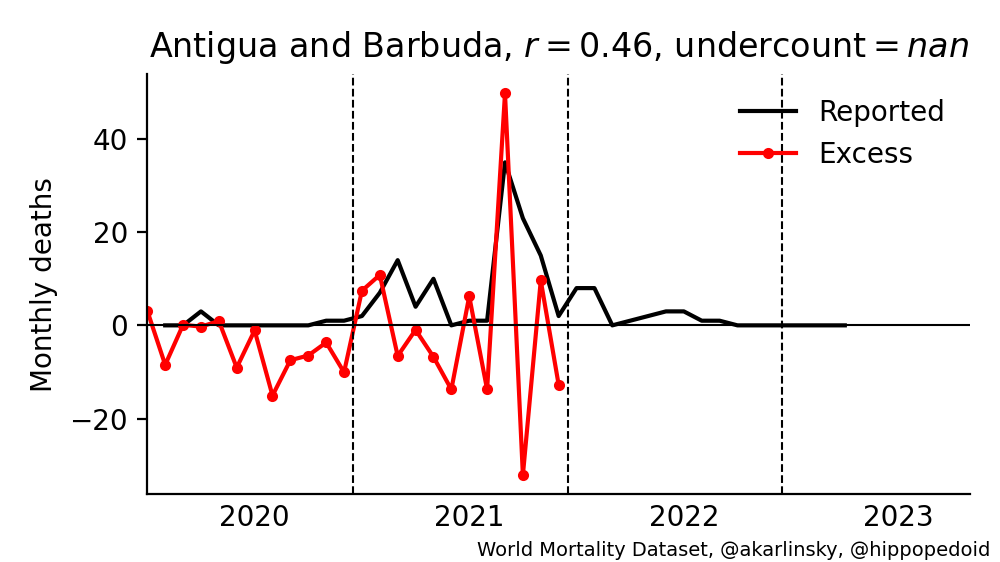 Antigua and Barbuda, r = 0.46, undercount = nan
Reported
Excess
Monthly deaths
40
20
0
−20
2020 2021 2022 2023
World Mortality Dataset, @akarlinsky, @hippopedoid